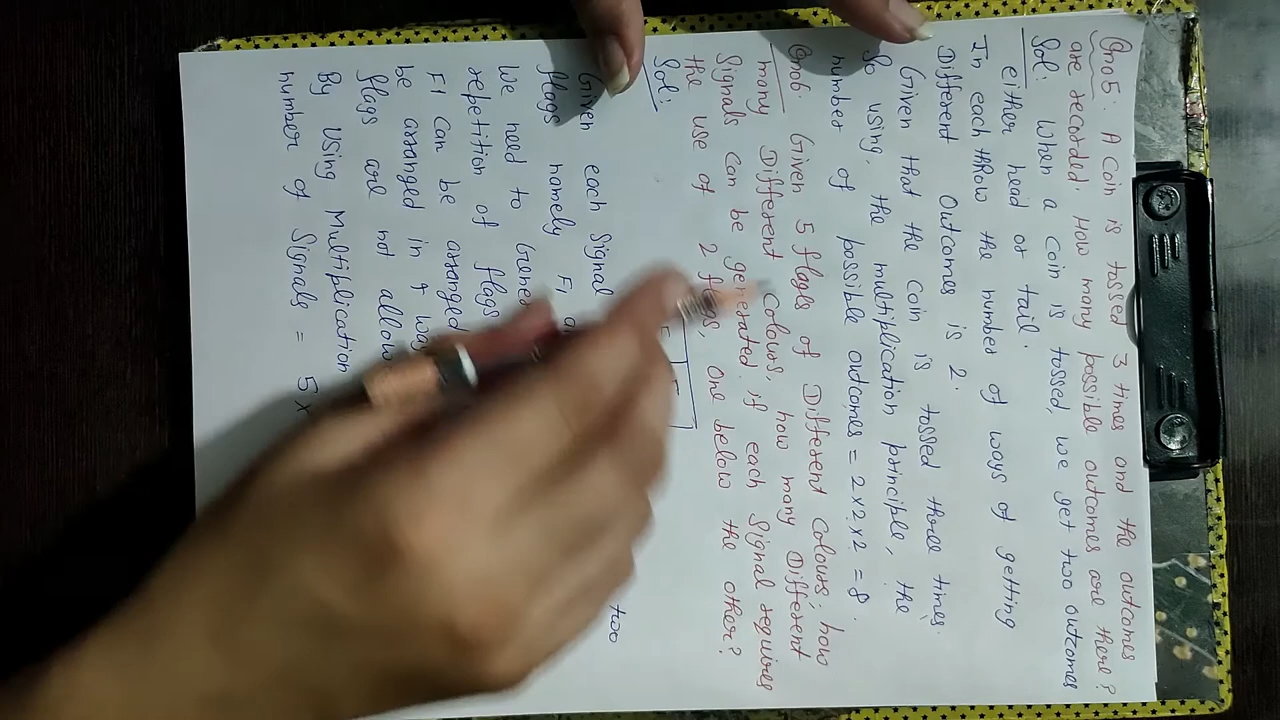 Qno5. A Coin is tossed 3 times and the outcomes
are recorded. How many possible outcomes are there?
Sol: When a Coin is tossed, we get two outcomes
either head or tail.
In each throw the number of ways of getting
Different Outcomes is 2.
Given that the Coin is tossed three times.
So using, the multiplication principle, the
number of possible outcomes = 2×2×2 = 8.
Qno6. Given 5 flags of Different Colours, how
many Different Colours, how many Different
Signals can be generated if each Signal requires
the use of 2 flags, One below the other?
Sol:
F
Given each Signal two
flags namely F1
We need to
repetition of flags
F1 can be arranged
be arranged in 4
flags are not allow
By Using Multiplication
number of Signals = 5×